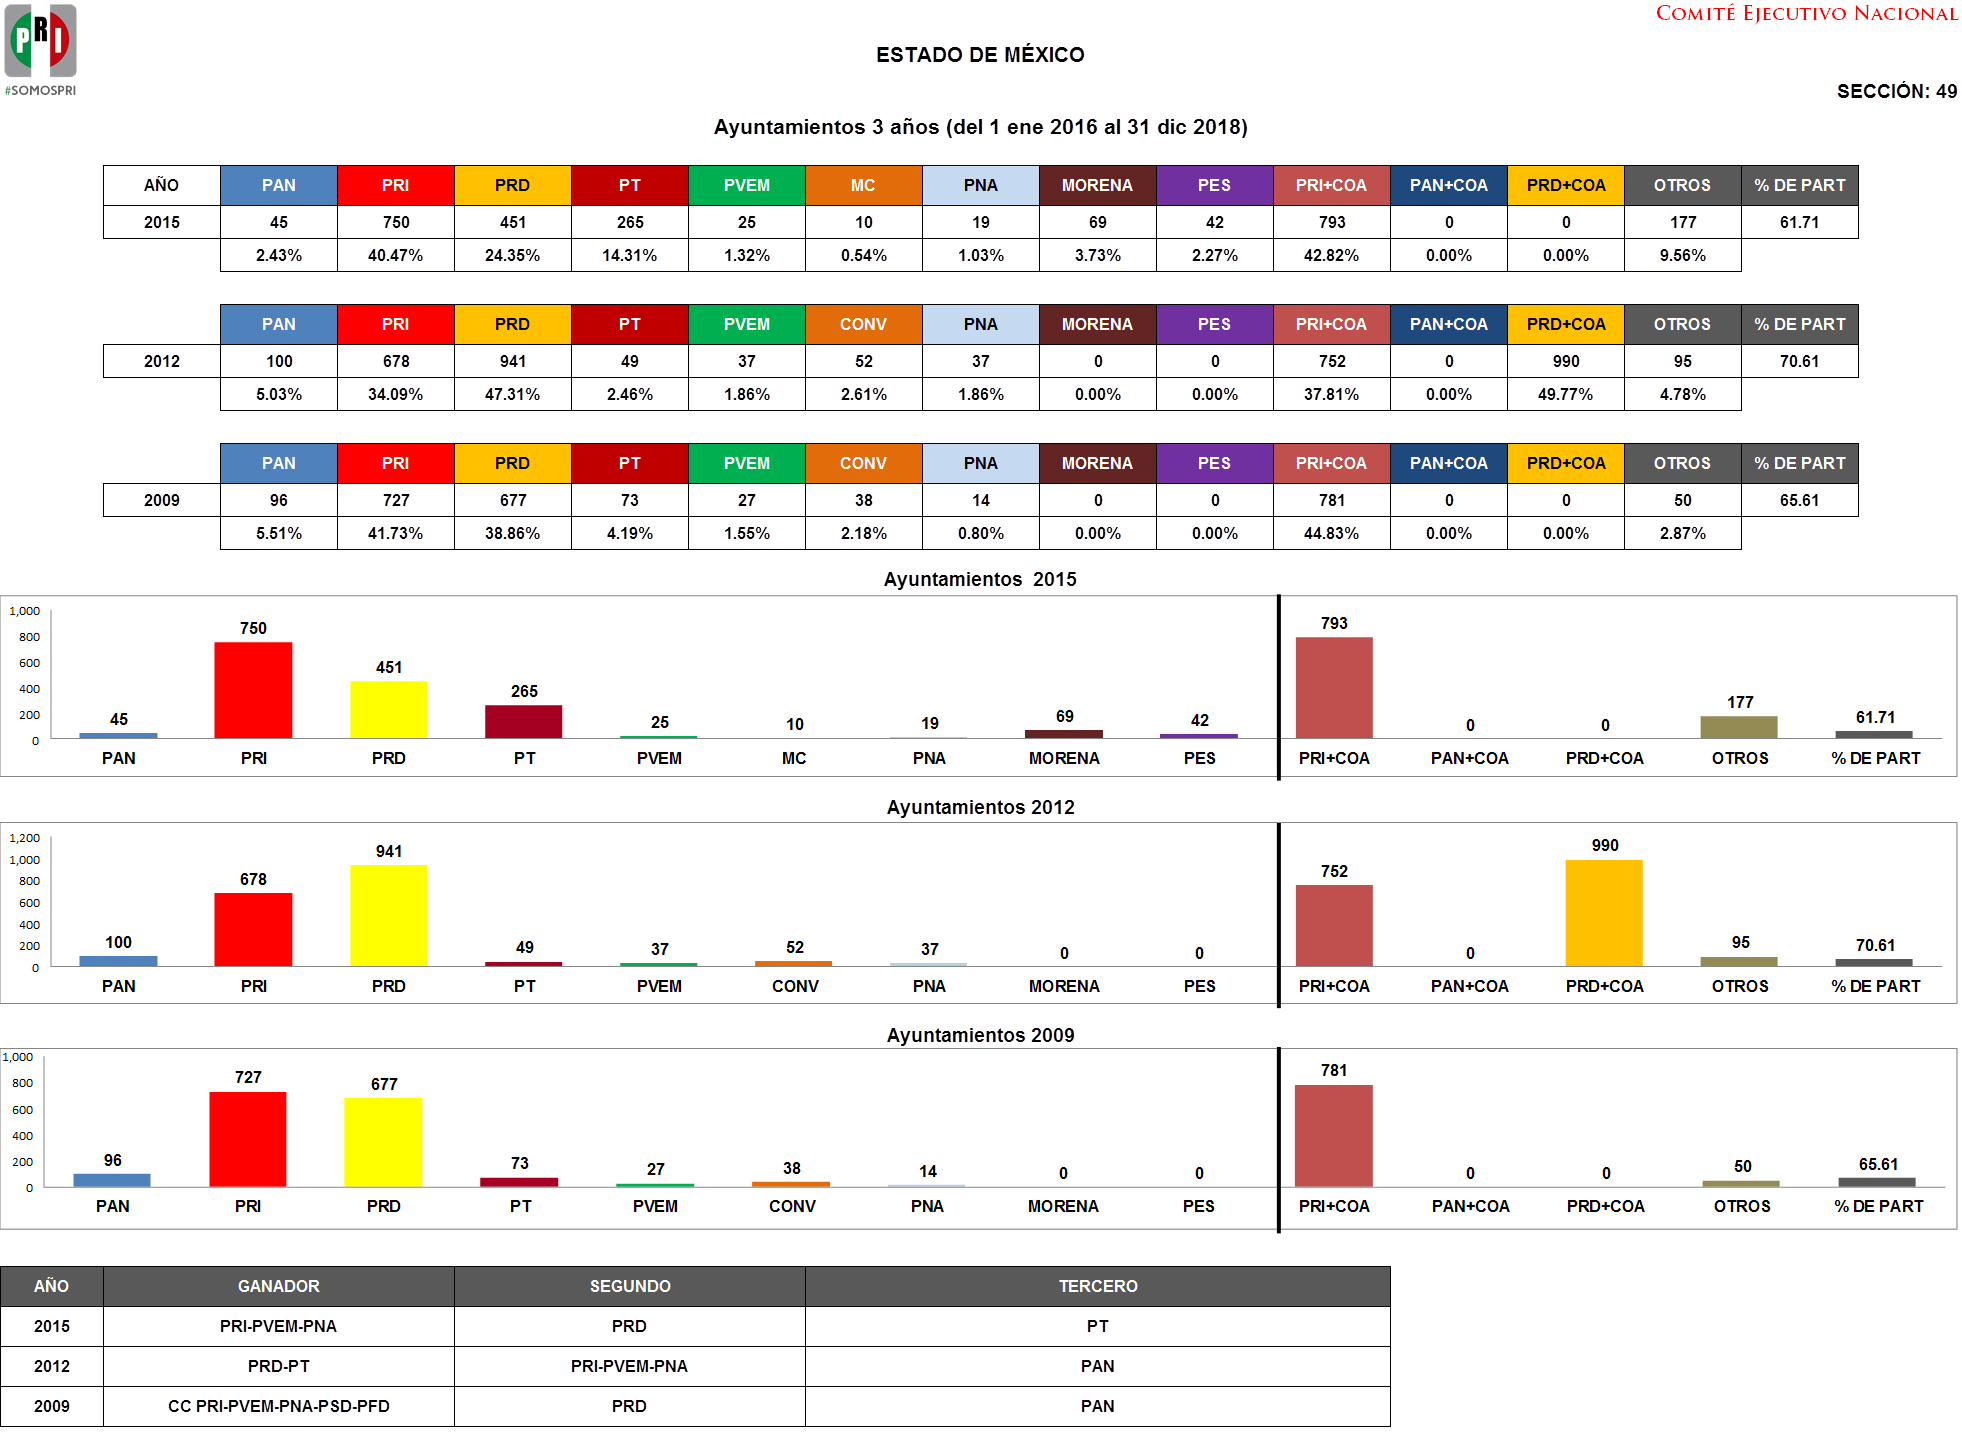 PRI
#SOMOSPRI
COMITÉ EJECUTIVO NACIONAL
ESTADO DE MÉXICO
SECCIÓN: 49
Ayuntamientos 3 años (del 1 ene 2016 al 31 dic 2018)
AÑO PAN PRI PRD PT PVEM MC PNA MORENA PES PRI+COA PAN+COA PRD+COA OTROS % DE PART
2015 45 750 451 265 25 10 19 69 42 793 0 0 177 61.71
2.43% 40.47% 24.35% 14.31% 1.32% 0.54% 1.03% 3.73% 2.27% 42.82% 0.00% 0.00% 9.56%
PAN PRI PRD PT PVEM CONV PNA MORENA PES PRI+COA PAN+COA PRD+COA OTROS % DE PART
2012 100 678 941 49 37 52 37 0 0 752 0 990 95 70.61
5.03% 34.09% 47.31% 2.46% 1.86% 2.61% 1.86% 0.00% 0.00% 37.81% 0.00% 49.77% 4.78%
PAN PRI PRD PT PVEM CONV PNA MORENA PES PRI+COA PAN+COA PRD+COA OTROS % DE PART
2009 96 727 677 73 27 38 14 0 0 781 0 0 50 65.61
5.51% 41.73% 38.86% 4.19% 1.55% 2.18% 0.80% 0.00% 0.00% 44.83% 0.00% 0.00% 2.87%
Ayuntamientos 2015
1,000
800
600
400
200
0
45 750 451 265 25 10 19 69 42 793 0 0 177 61.71
PAN PRI PRD PT PVEM MC PNA MORENA PES PRI+COA PAN+COA PRD+COA OTROS % DE PART
Ayuntamientos 2012
1,200
1,000
800
600
400
200
0
100 678 941 49 37 52 37 0 0 752 0 990 95 70.61
PAN PRI PRD PT PVEM CONV PNA MORENA PES PRI+COA PAN+COA PRD+COA OTROS % DE PART
Ayuntamientos 2009
1,000
800
600
400
200
0
96 727 677 73 27 38 14 0 0 781 0 0 50 65.61
PAN PRI PRD PT PVEM CONV PNA MORENA PES PRI+COA PAN+COA PRD+COA OTROS % DE PART
AÑO GANADOR SEGUNDO TERCERO
2015 PRI-PVEM-PNA PRD PT
2012 PRD-PT PRI-PVEM-PNA PAN
2009 CC PRI-PVEM-PNA-PSD-PFD PRD PAN